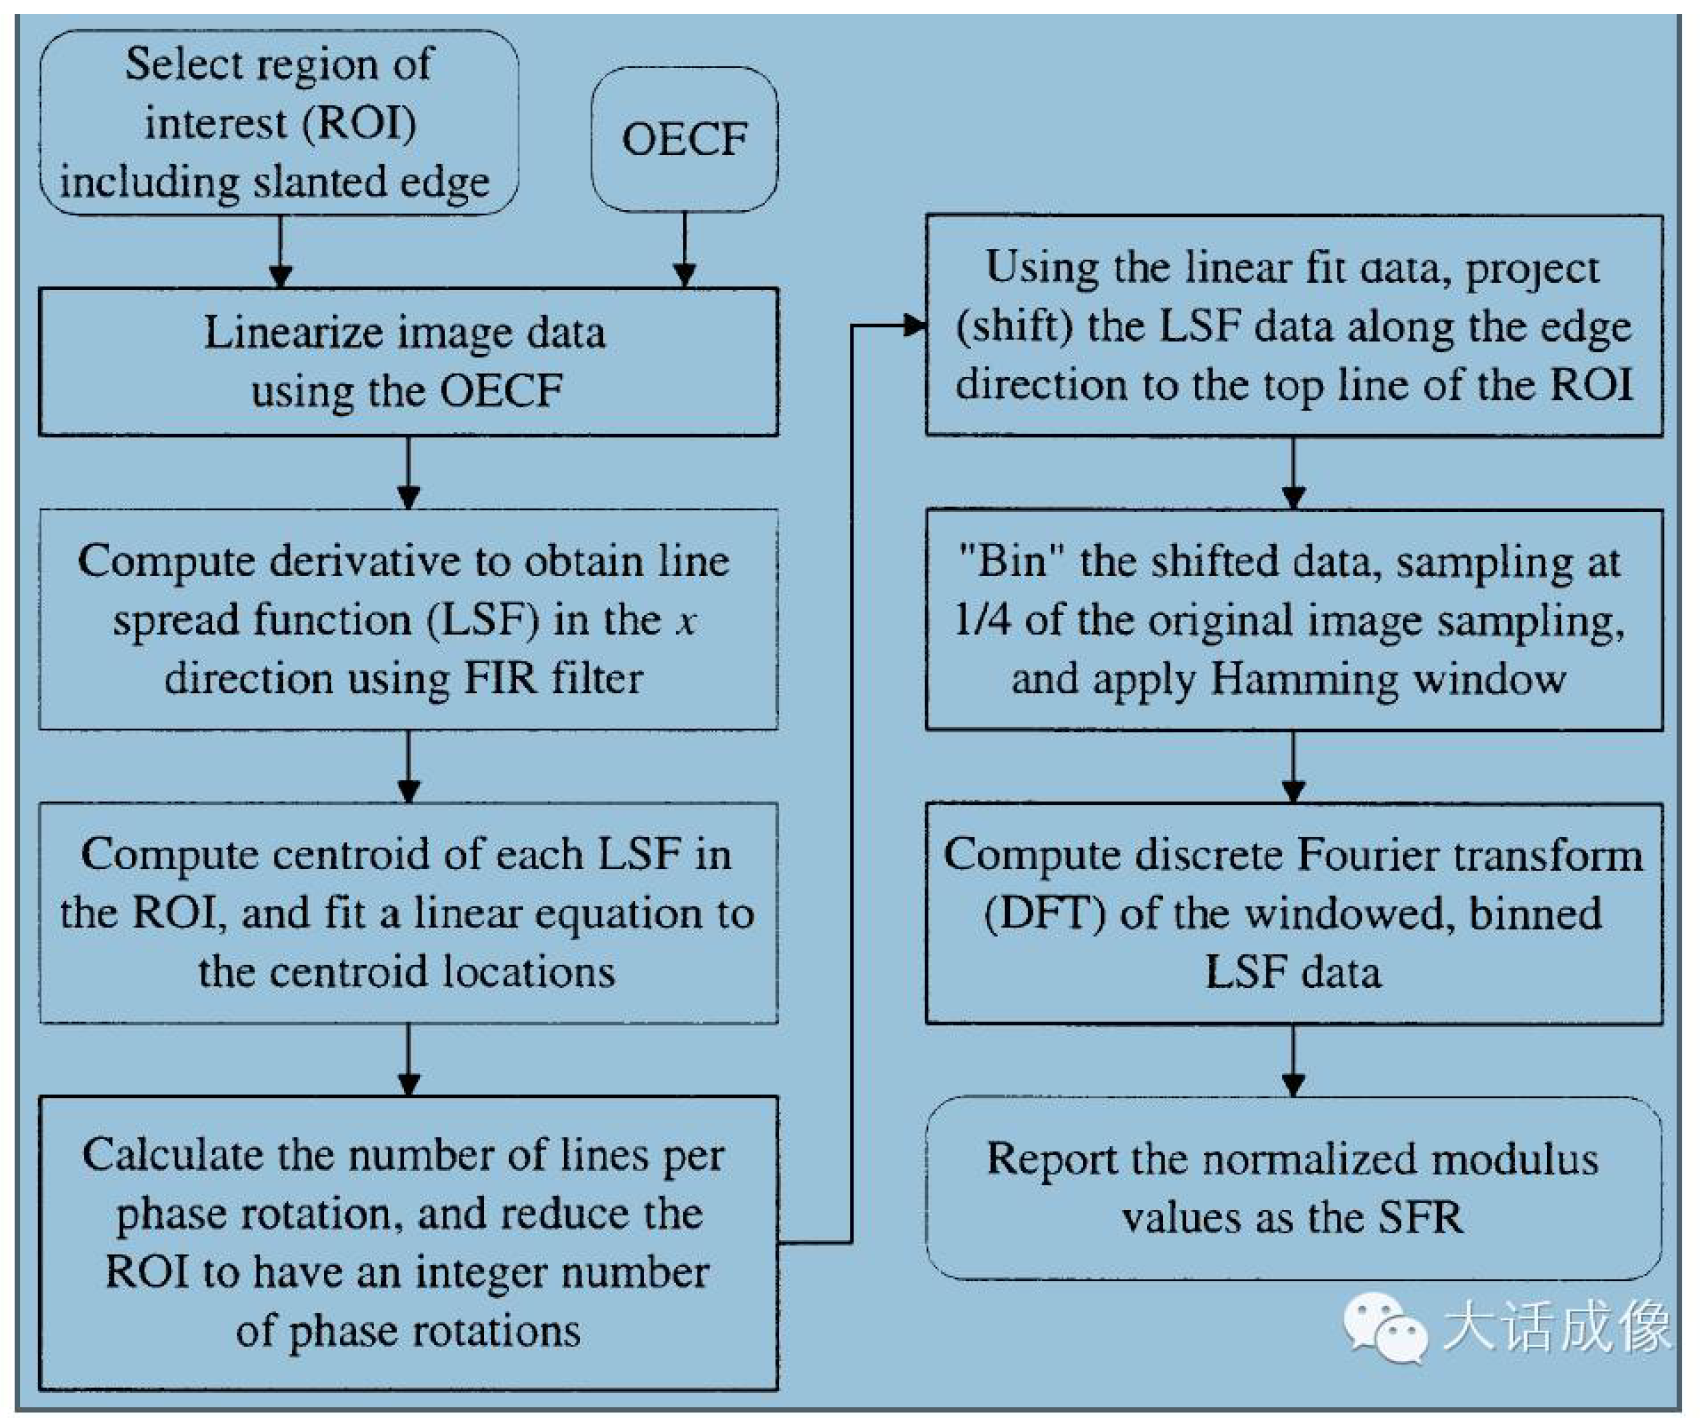 Select region of
interest (ROI)
including slanted edge
OECF
Linearize image data
using the OECF
Compute derivative to obtain line
spread function (LSF) in the x
direction using FIR filter
Compute centroid of each LSF in
the ROI, and fit a linear equation to
the centroid locations
Calculate the number of lines per
phase rotation, and reduce the
ROI to have an integer number
of phase rotations
Using the linear fit data, project
(shift) the LSF data along the edge
direction to the top line of the ROI
"Bin" the shifted data, sampling at
1/4 of the original image sampling,
and apply Hamming window
Compute discrete Fourier transform
(DFT) of the windowed, binned
LSF data
Report the normalized modulus
values as the SFR
大话成像